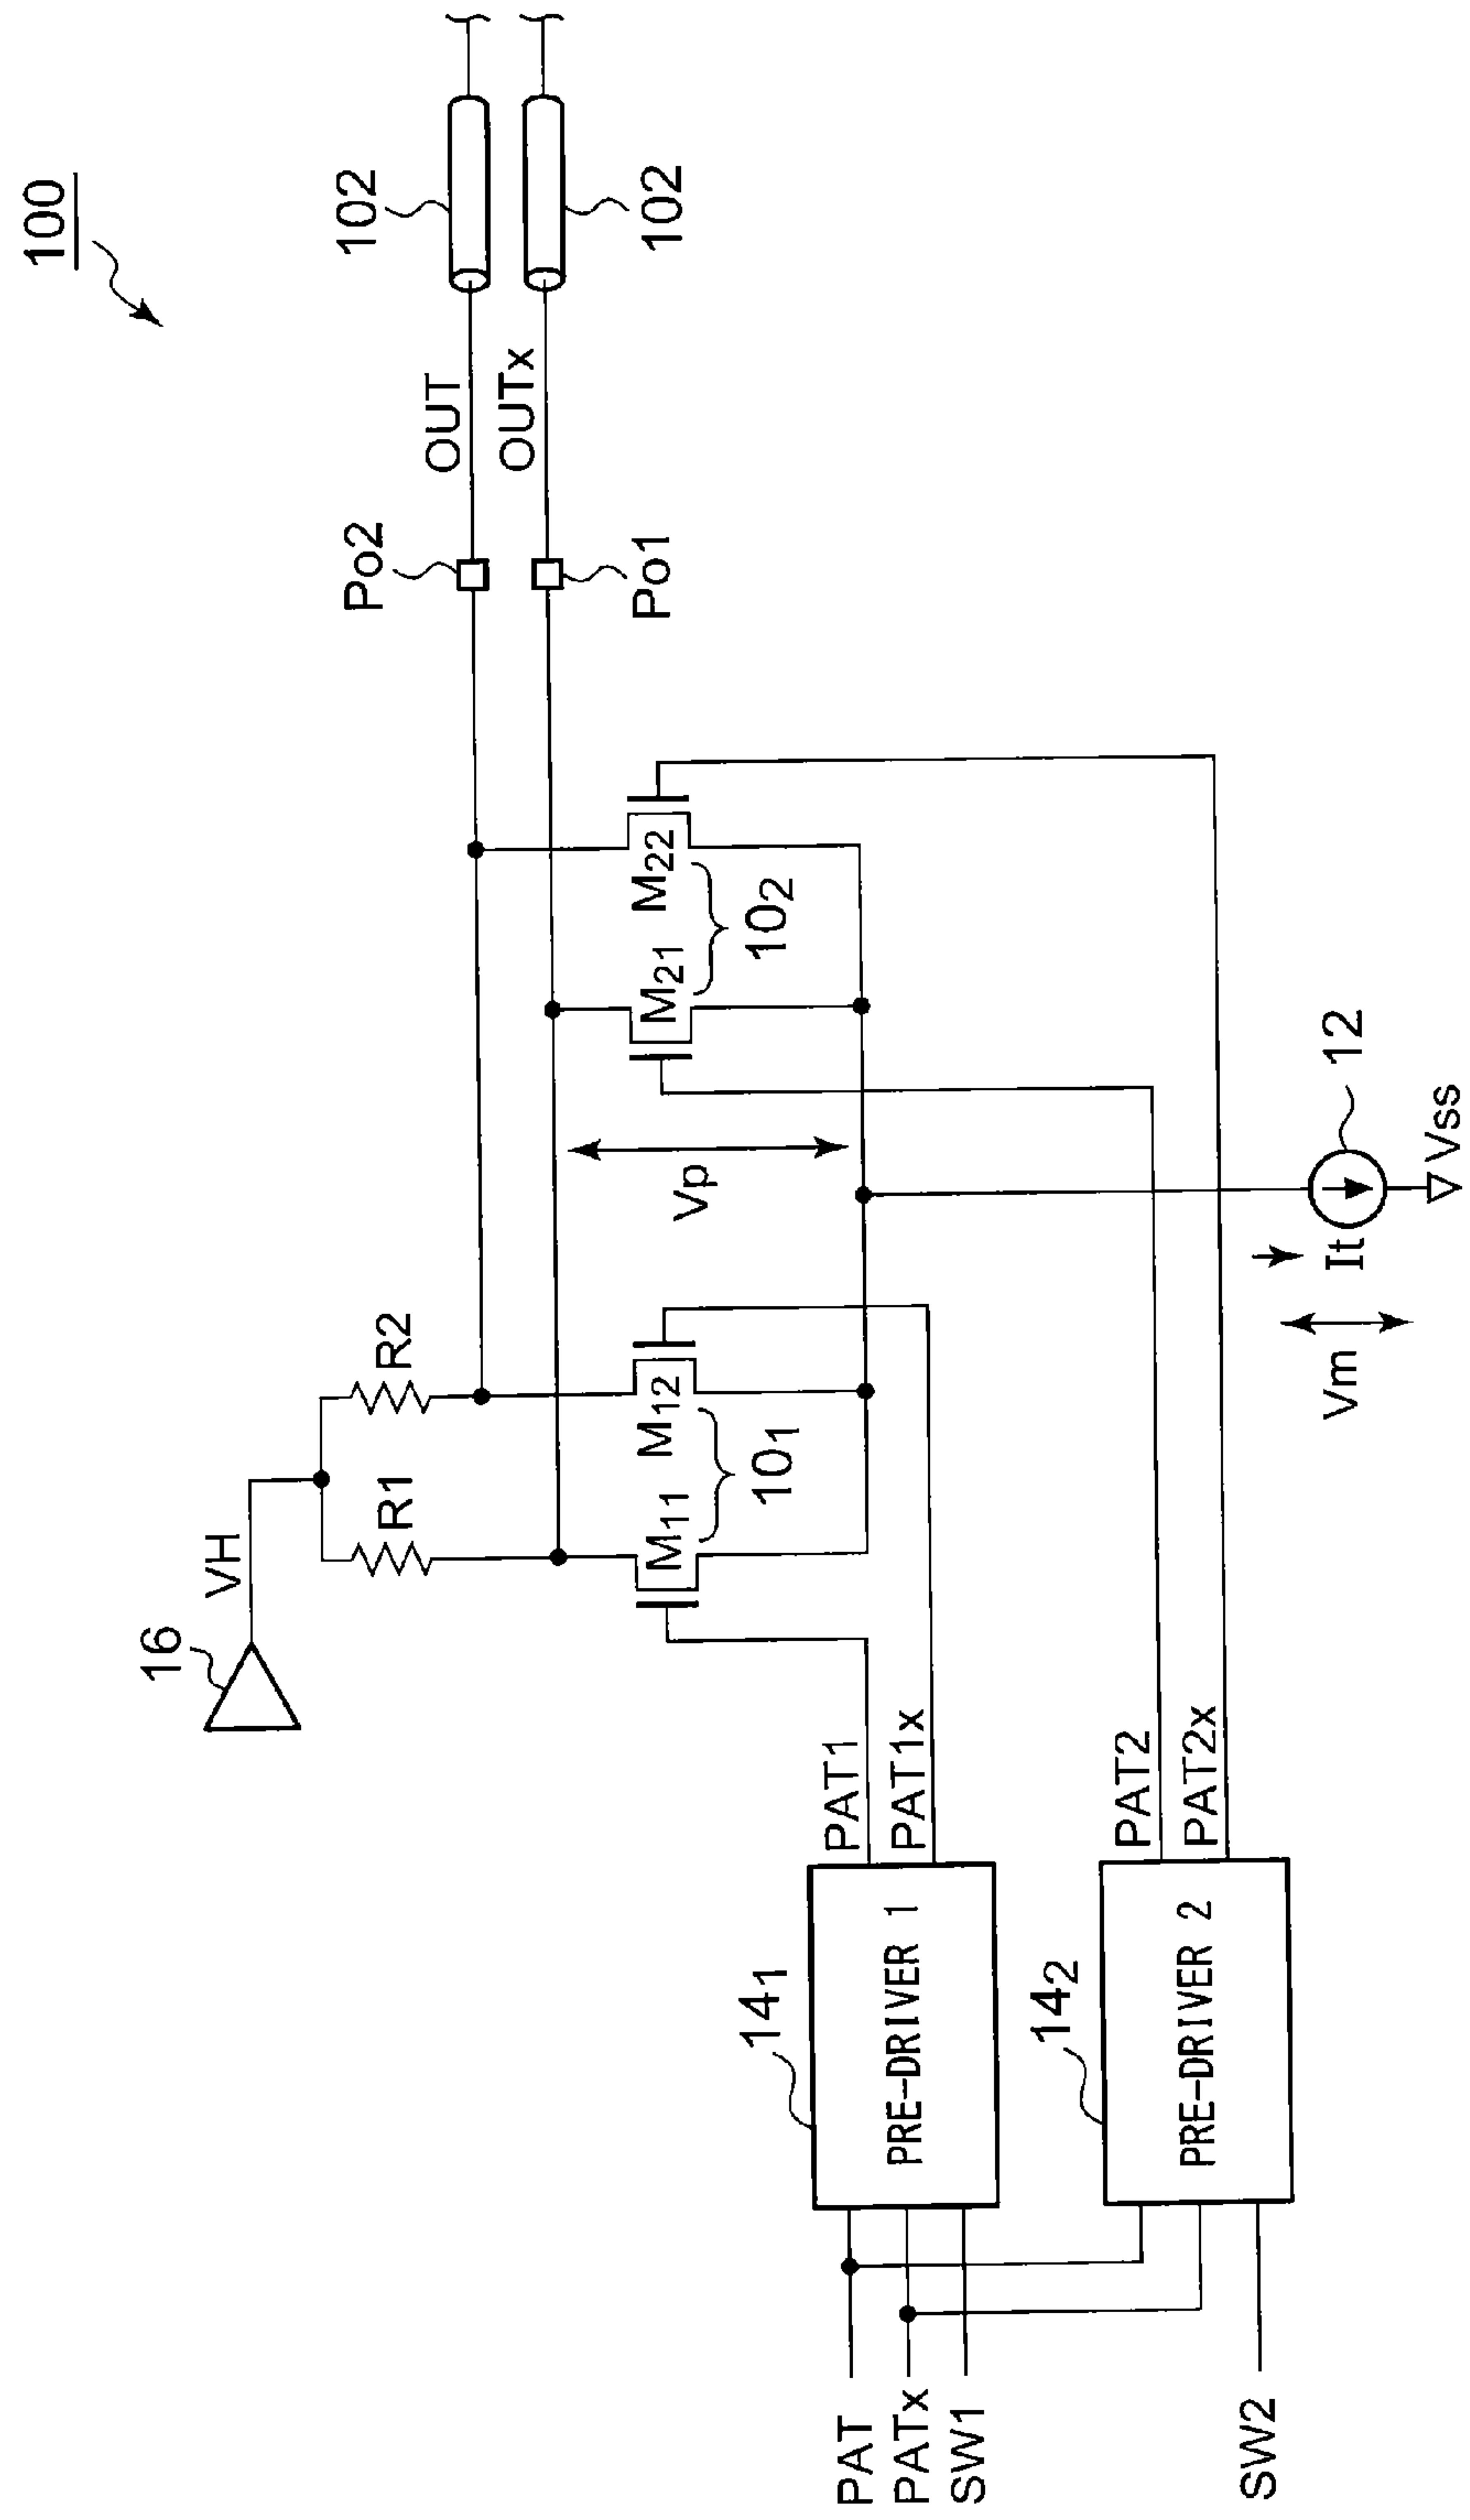 100
16
VH
R1
R2
Po2
OUT
102
OUTx
Po1
102
M11
M12
101
M21
M22
102
Vp
141
PRE-DRIVER 1
PAT1
PAT1x
142
PRE-DRIVER 2
PAT2
PAT2x
PAT
PATx
SW1
SW2
Vm
It
12
Vss